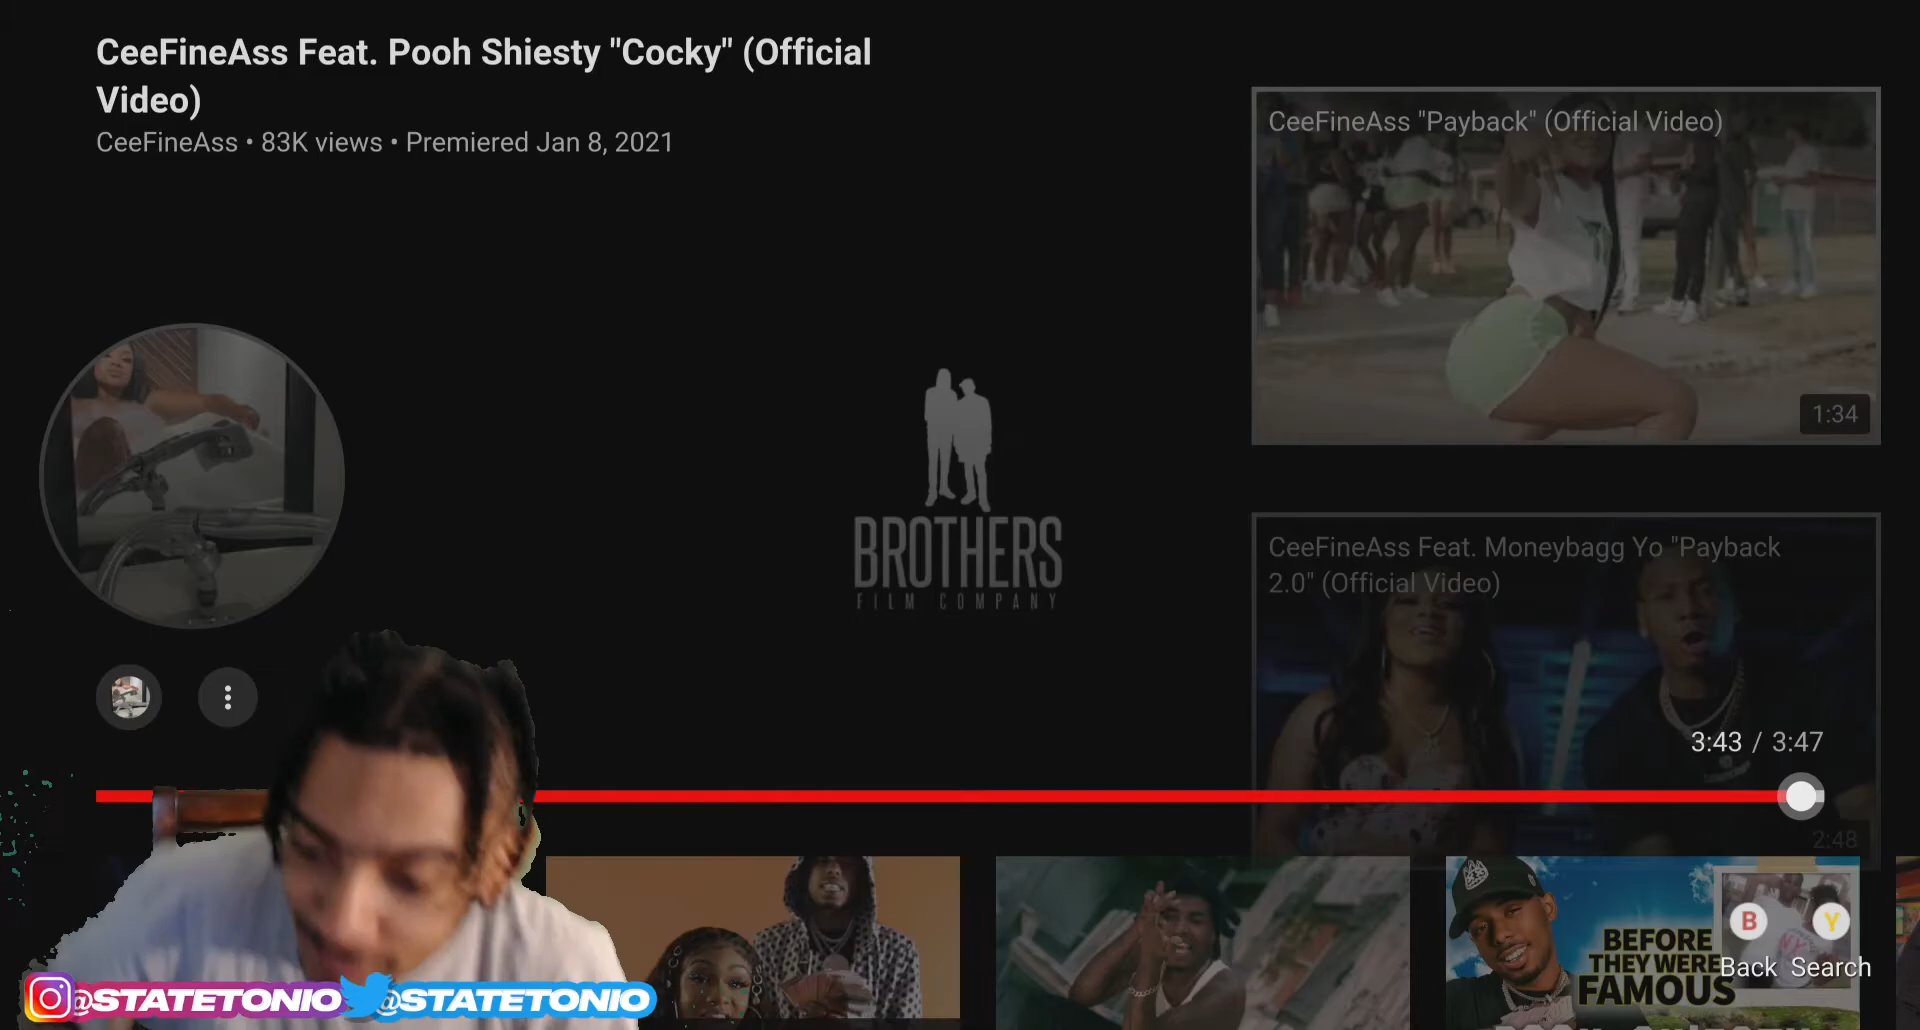 CeeFineAss Feat. Pooh Shiesty "Cocky" (Official
Video)
CeeFineAss • 83K views • Premiered Jan 8, 2021
CeeFineAss "Payback" (Official Video)
1:34
BROTHERS
FILM COMPANY
CeeFineAss Feat. Moneybagg Yo "Payback
2.0" (Official Video)
3:43 / 3:47
2:48
BEFORE
THEY WERE
FAMOUS
B Y
Back Search
@STATETONIO @STATETONIO